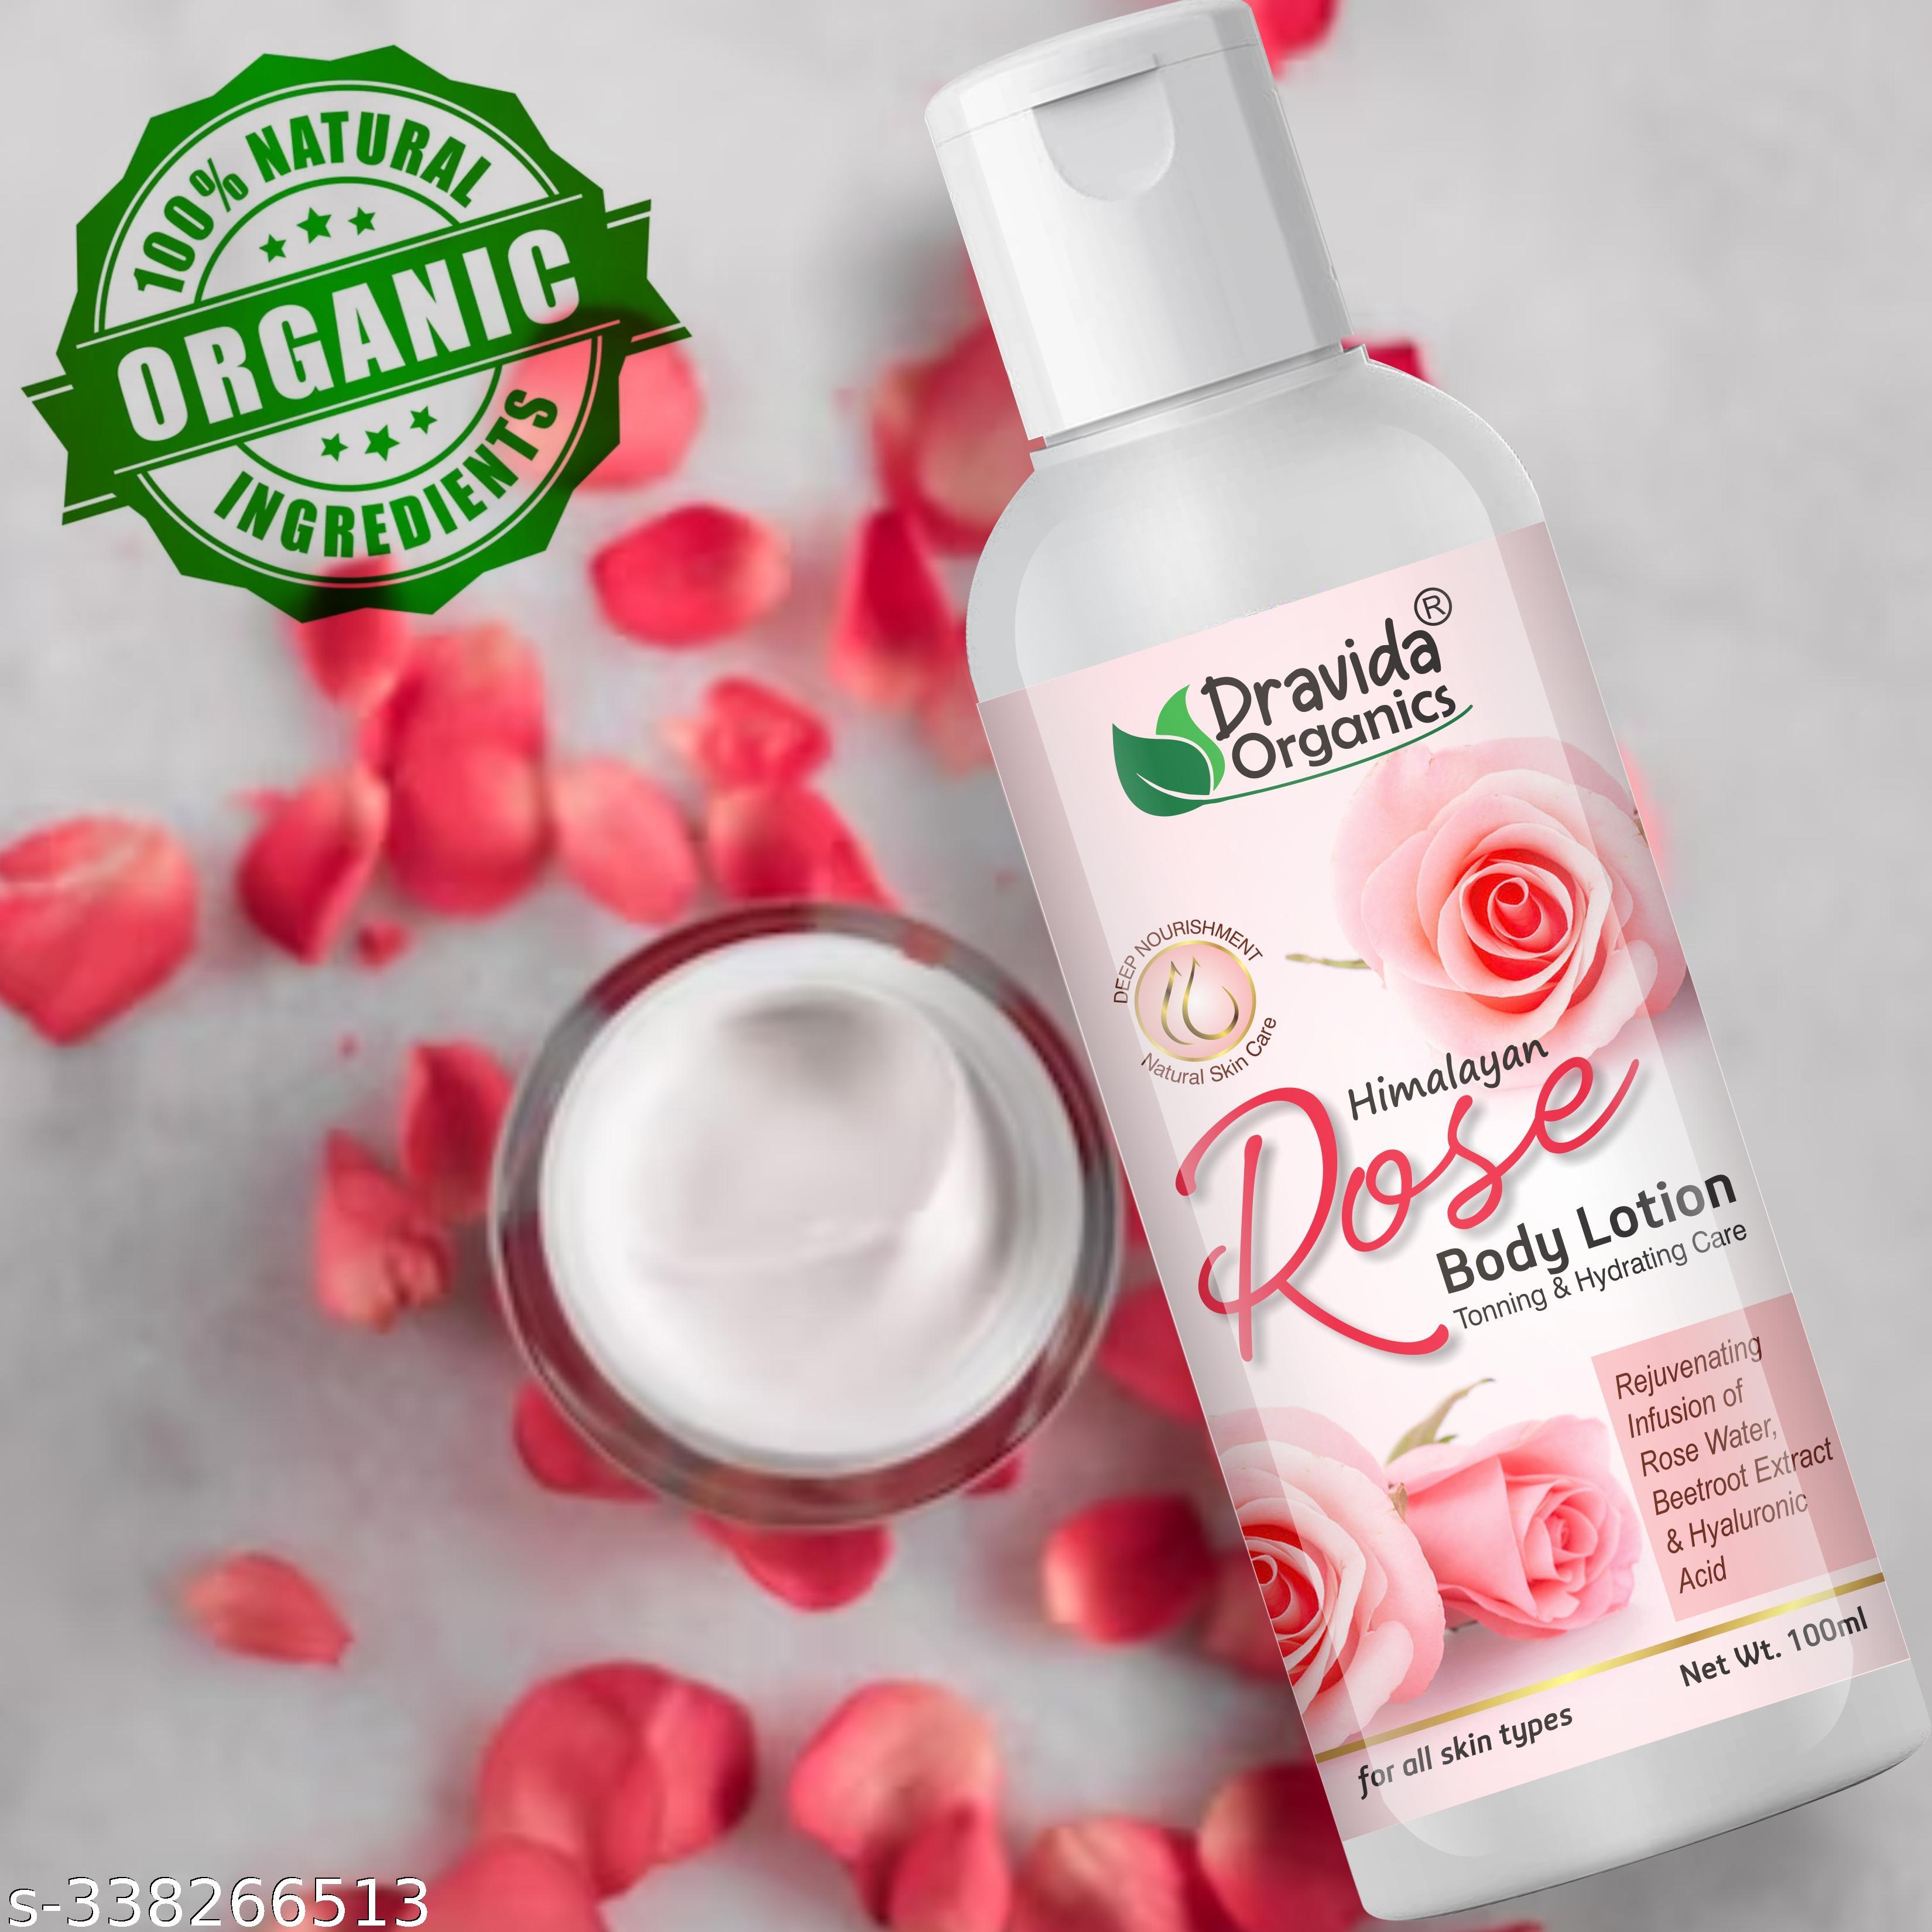 100% NATURAL
ORGANIC
INGREDIENTS
Dravida®
Organics
DEEP NOURISHMENT
Natural Skin Care
Himalayan
Rose
Body Lotion
Tonning & Hydrating Care
Rejuvenating
Infusion of
Rose Water,
Beetroot Extract
& Hyaluronic
Acid
Net Wt. 100ml
for all skin types
s-338266513